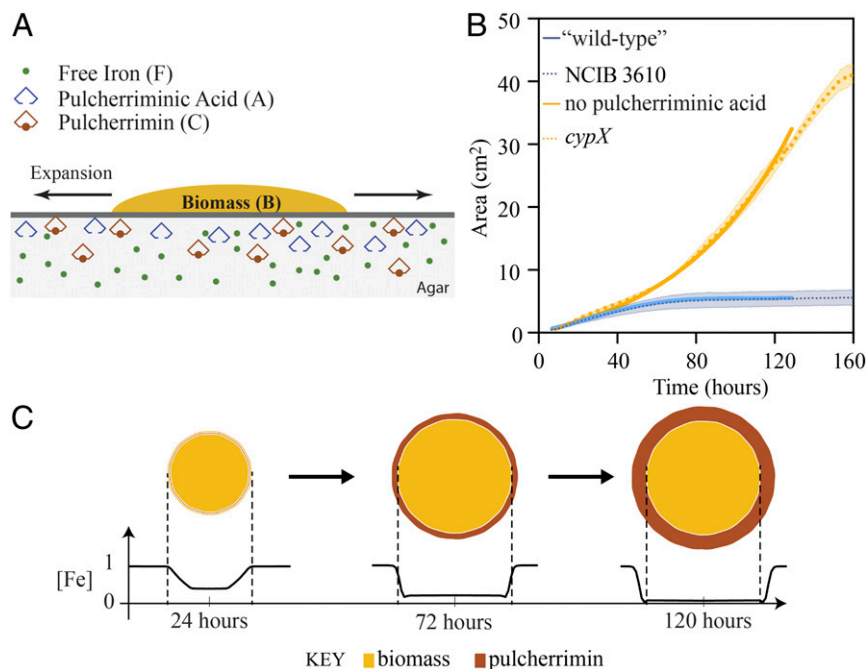 A
Free Iron (F)
Pulcherriminic Acid (A)
Pulcherrimin (C)
Expansion
Biomass (B)
Agar
B
"wild-type"
NCIB 3610
no pulcherriminic acid
cypX
50
40
30
20
10
0
Area (cm²)
0 40 80 120 160
Time (hours)
C
[Fe]
1
0
24 hours 72 hours 120 hours
KEY biomass pulcherrimin